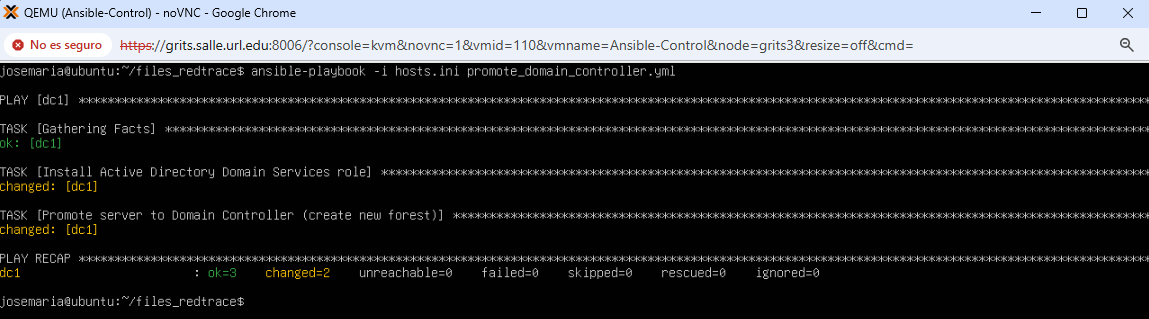 QEMU (Ansible-Control) - noVNC - Google Chrome
No es seguro https://grits.salle.url.edu:8006/?console=kvm&novnc=1&vmid=110&vmname=Ansible-Control&node=grits3&resize=off&cmd=
josemaria@ubuntu:~/files_redtrace$ ansible-playbook -i hosts.ini promote_domain_controller.yml
PLAY [dc1] ****************************************************************************************************************************************************
TASK [Gathering Facts] ****************************************************************************************************************************************
ok: [dc1]
TASK [Install Active Directory Domain Services role] **********************************************************************************************************
changed: [dc1]
TASK [Promote server to Domain Controller (create new forest)] ************************************************************************************************
changed: [dc1]
PLAY RECAP ****************************************************************************************************************************************************
dc1 : ok=3 changed=2 unreachable=0 failed=0 skipped=0 rescued=0 ignored=0
josemaria@ubuntu:~/files_redtrace$